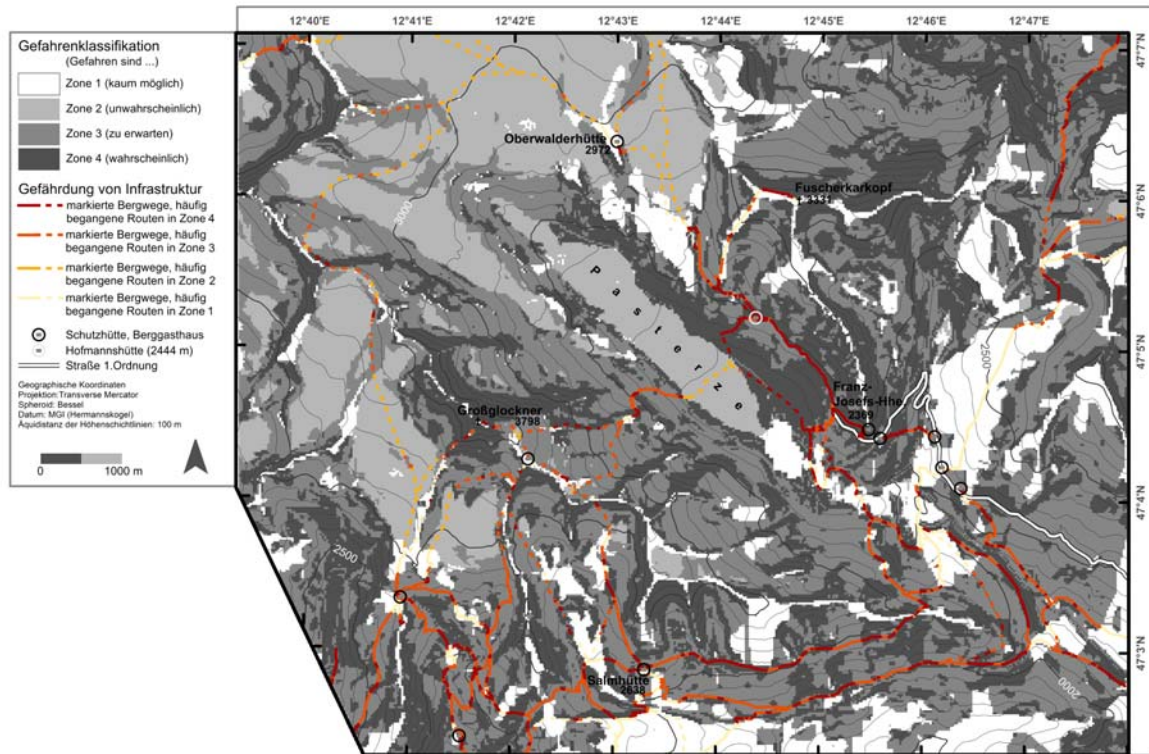 12°40'E 12°41'E 12°42'E 12°43'E 12°44'E 12°45'E 12°46'E 12°47'E
Gefahrenklassifikation
(Gefahren sind ...)
Zone 1 (kaum möglich)
Zone 2 (unwahrscheinlich)
Zone 3 (zu erwarten)
Zone 4 (wahrscheinlich)
Gefährdung von Infrastruktur
markierte Bergwege, häufig
begangene Routen in Zone 4
markierte Bergwege, häufig
begangene Routen in Zone 3
markierte Bergwege, häufig
begangene Routen in Zone 2
markierte Bergwege, häufig
begangene Routen in Zone 1
Schutzhütte, Berggasthaus
Hofmannshütte (2444 m)
Straße 1.Ordnung
Geographische Koordinaten
Projektion:Transverse Mercator
Spheroid: Bessel
Datum: MGI (Hermannskogel)
Äquidistanz der Höhenschichtlinien: 100 m
0 1000 m
47°7'N
Oberwalderhütte
2972
Fuscherkarkopf
3331
47°6'N
3000
Pasterze
47°5'N
2500
Franz-
Josefs-Hhe.
2369
Großglockner
3798
47°4'N
2500
47°3'N
Salmhütte
2638
2000